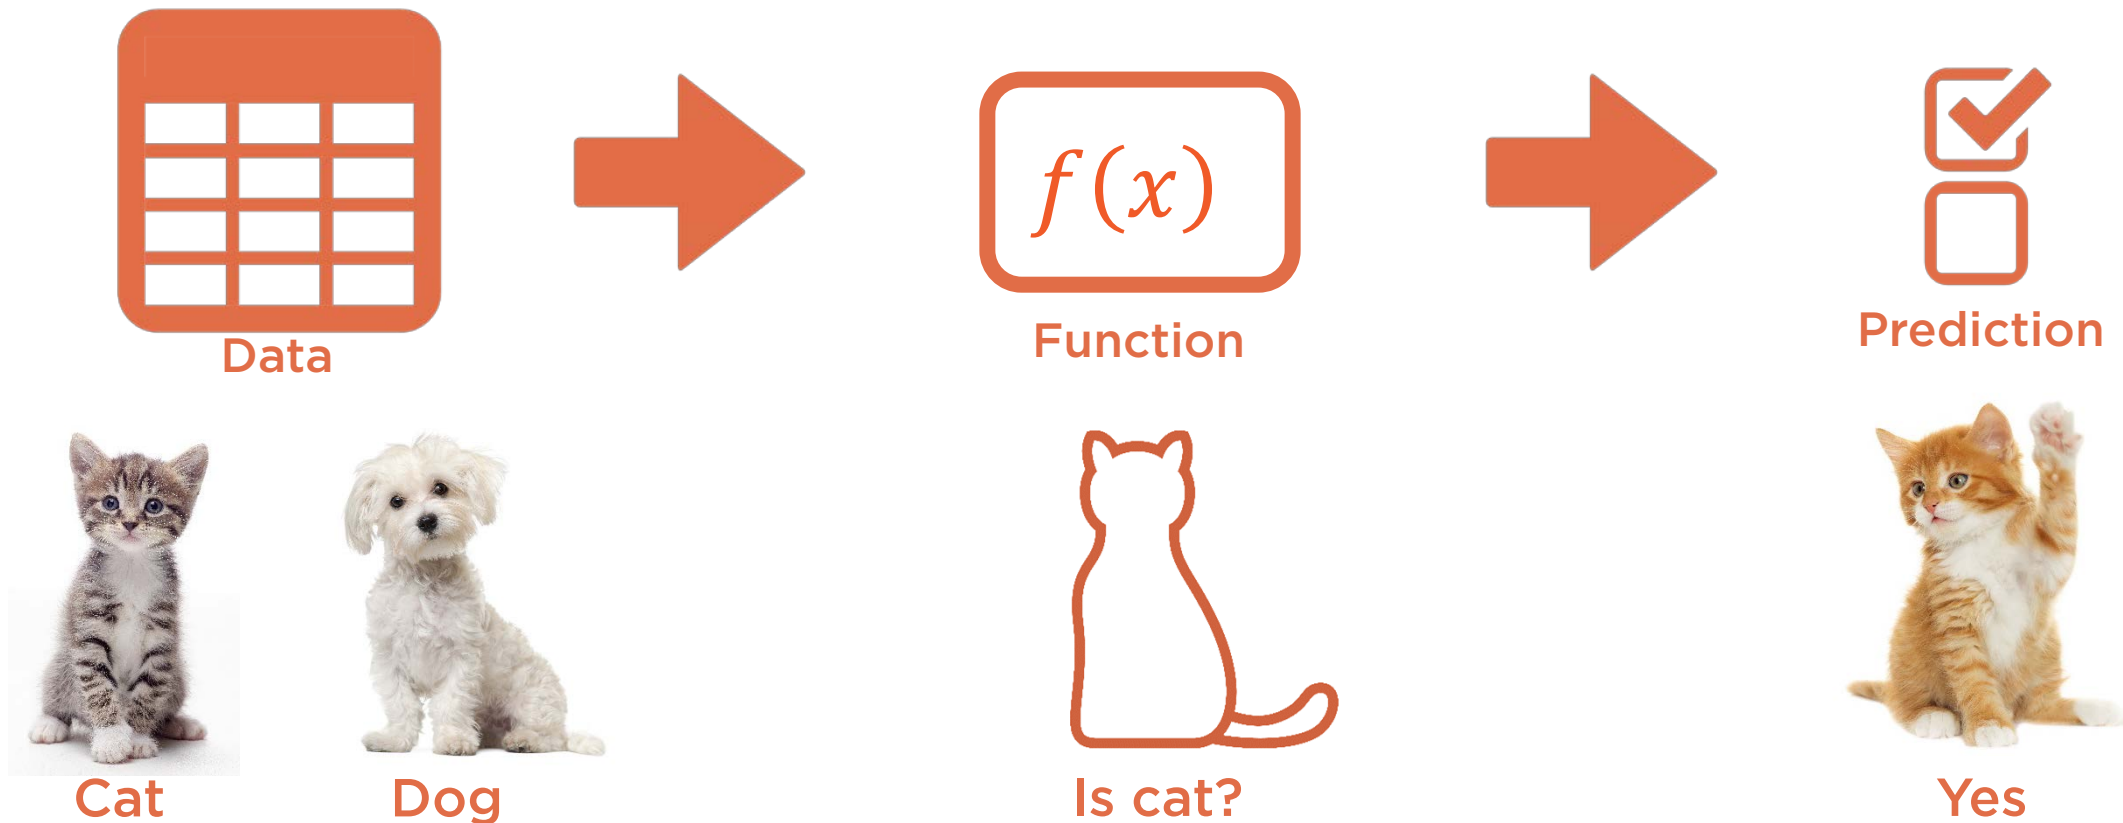 f(x)
Data
Function
Prediction
Cat
Dog
Is cat?
Yes